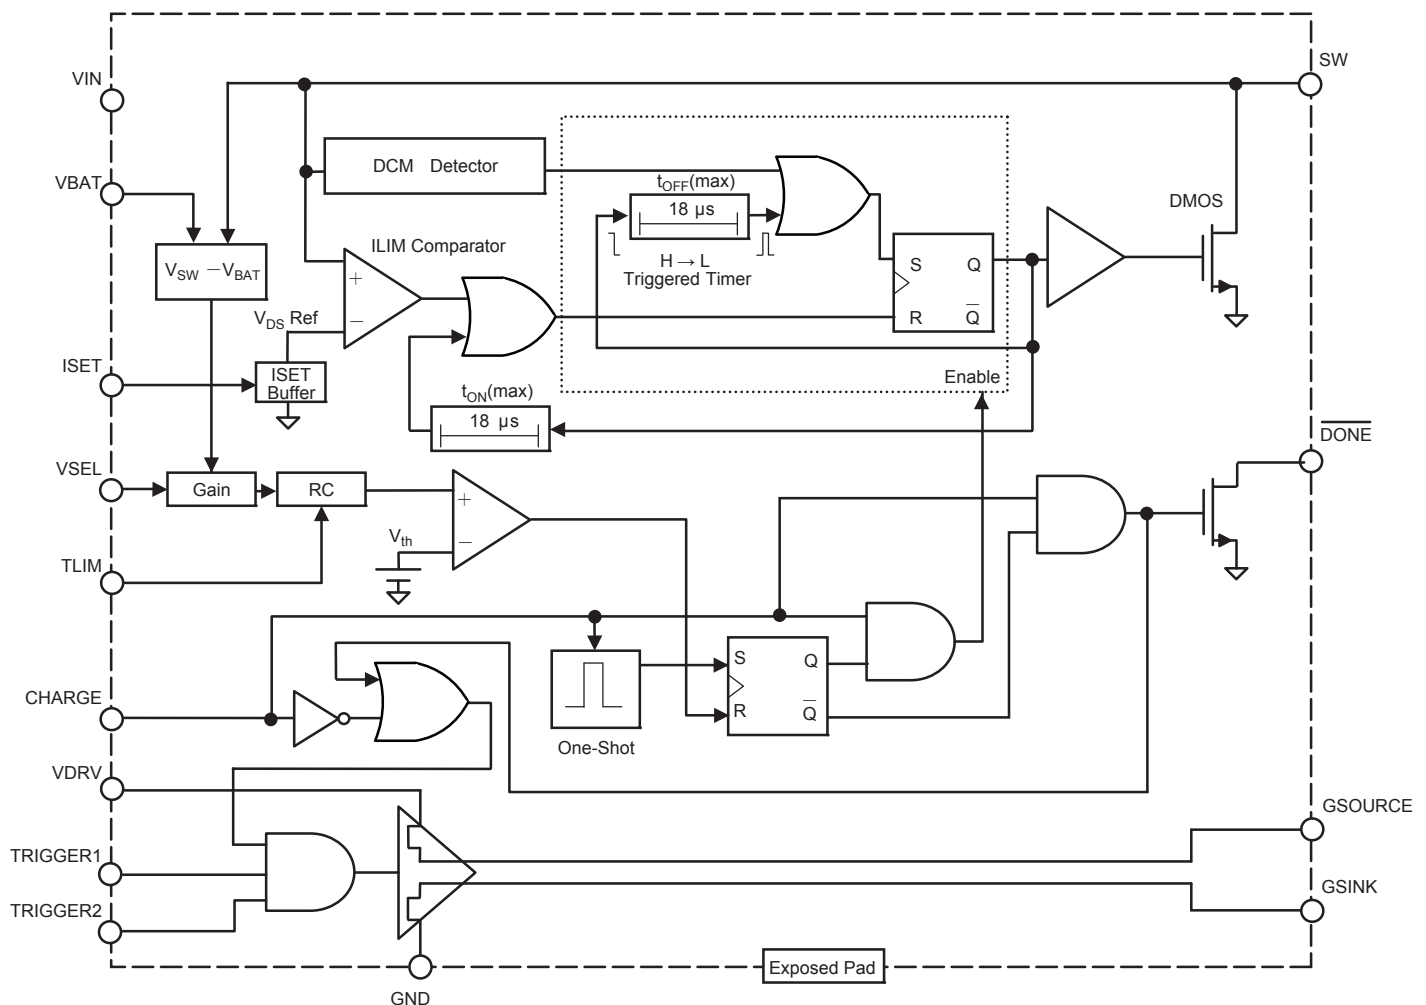 VIN
SW
VBAT
DCM Detector
tOFF(max)
18 µs
H → L
Triggered Timer
DMOS
VSW – VBAT
ILIM Comparator
+
–
VDS Ref
S
Q
R
Q̅
ISET
ISET
Buffer
tON(max)
18 µs
Enable
D̅O̅N̅E̅
VSEL
Gain
RC
+
–
Vth
TLIM
S
Q
R
Q̅
One-Shot
CHARGE
VDRV
TRIGGER1
TRIGGER2
GSOURCE
GSINK
Exposed Pad
GND